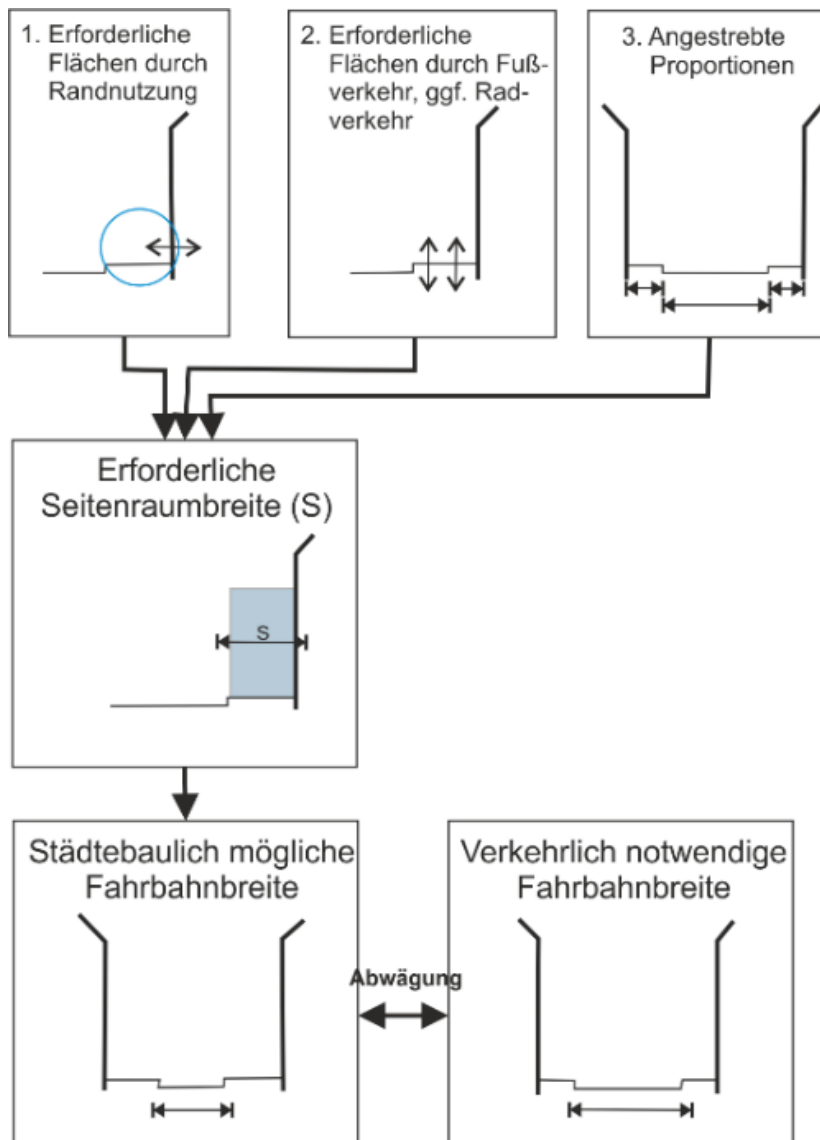 1. Erforderliche
Flächen durch
Randnutzung
2. Erforderliche
Flächen durch Fuß-
verkehr, ggf. Rad-
verkehr
3. Angestrebte
Proportionen
Erforderliche
Seitenraumbreite (S)
S
Städtebaulich mögliche
Fahrbahnbreite
Abwägung
Verkehrlich notwendige
Fahrbahnbreite